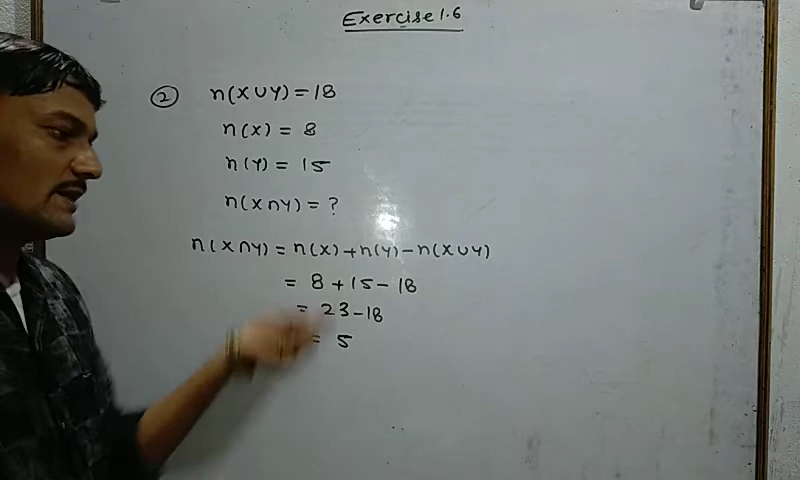 Exercise 1.6
② n(X∪Y) = 18
n(X) = 8
n(Y) = 15
n(X∩Y) = ?
n(X∩Y) = n(X) + n(Y) - n(X∪Y)
= 8 + 15 - 18
= 23 - 18
= 5